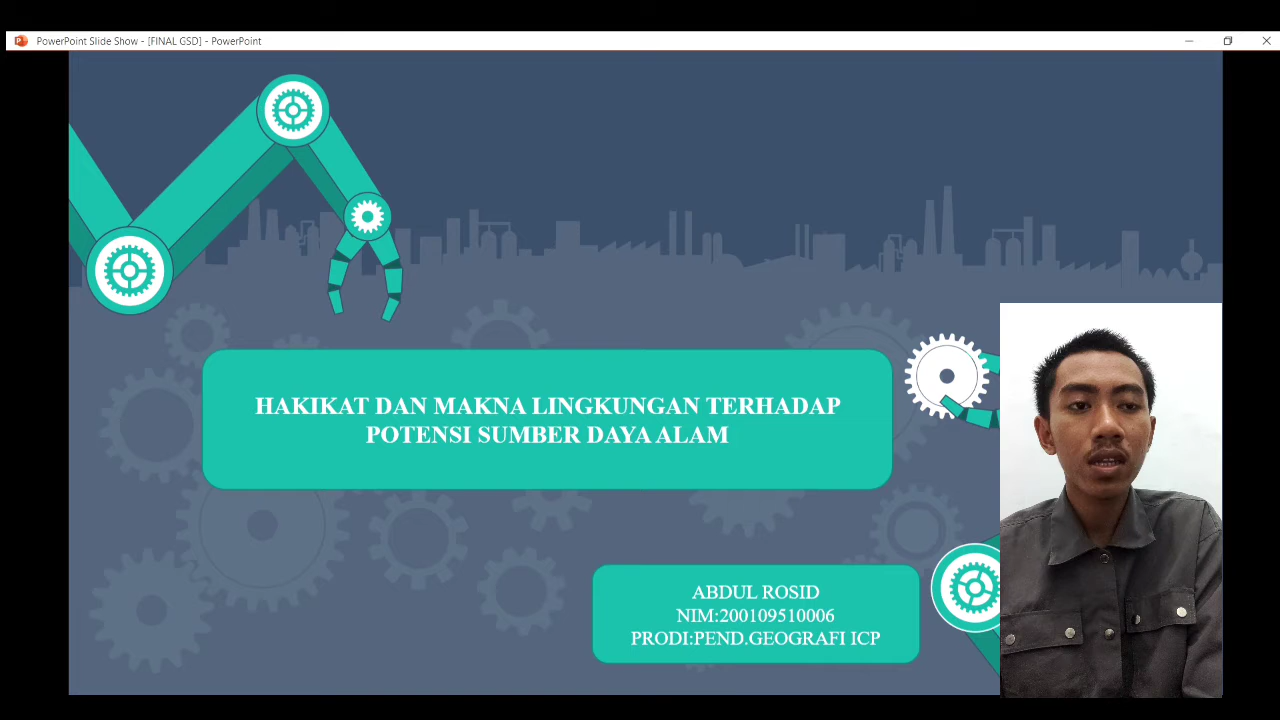 PowerPoint Slide Show - [FINAL GSD] - PowerPoint
HAKIKAT DAN MAKNA LINGKUNGAN TERHADAP
POTENSI SUMBER DAYA ALAM
ABDUL ROSID
NIM:200109510006
PRODI:PEND.GEOGRAFI ICP